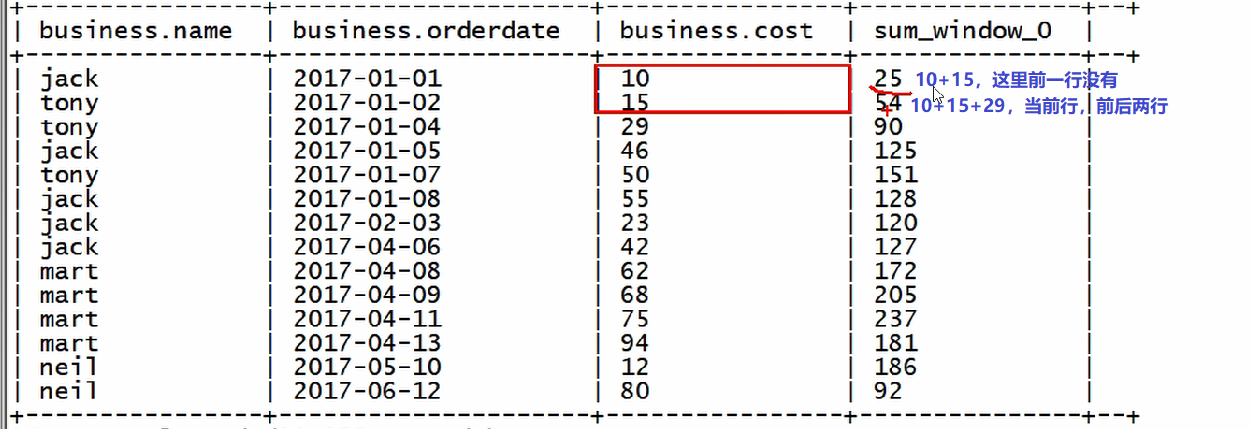 +------------------+----------------------+------------------+----------------+--+
| business.name | business.orderdate | business.cost | sum_window_0 |
+------------------+----------------------+------------------+----------------+--+
| jack | 2017-01-01 | 10 | 25 | 10+15，这里前一行没有
| tony | 2017-01-02 | 15 | 54 | 10+15+29，当前行，前后两行
| tony | 2017-01-04 | 29 | 90 |
| jack | 2017-01-05 | 46 | 125 |
| tony | 2017-01-07 | 50 | 151 |
| jack | 2017-01-08 | 55 | 128 |
| jack | 2017-02-03 | 23 | 120 |
| jack | 2017-04-06 | 42 | 127 |
| mart | 2017-04-08 | 62 | 172 |
| mart | 2017-04-09 | 68 | 205 |
| mart | 2017-04-11 | 75 | 237 |
| mart | 2017-04-13 | 94 | 181 |
| neil | 2017-05-10 | 12 | 186 |
| neil | 2017-06-12 | 80 | 92 |
+------------------+----------------------+------------------+----------------+--+